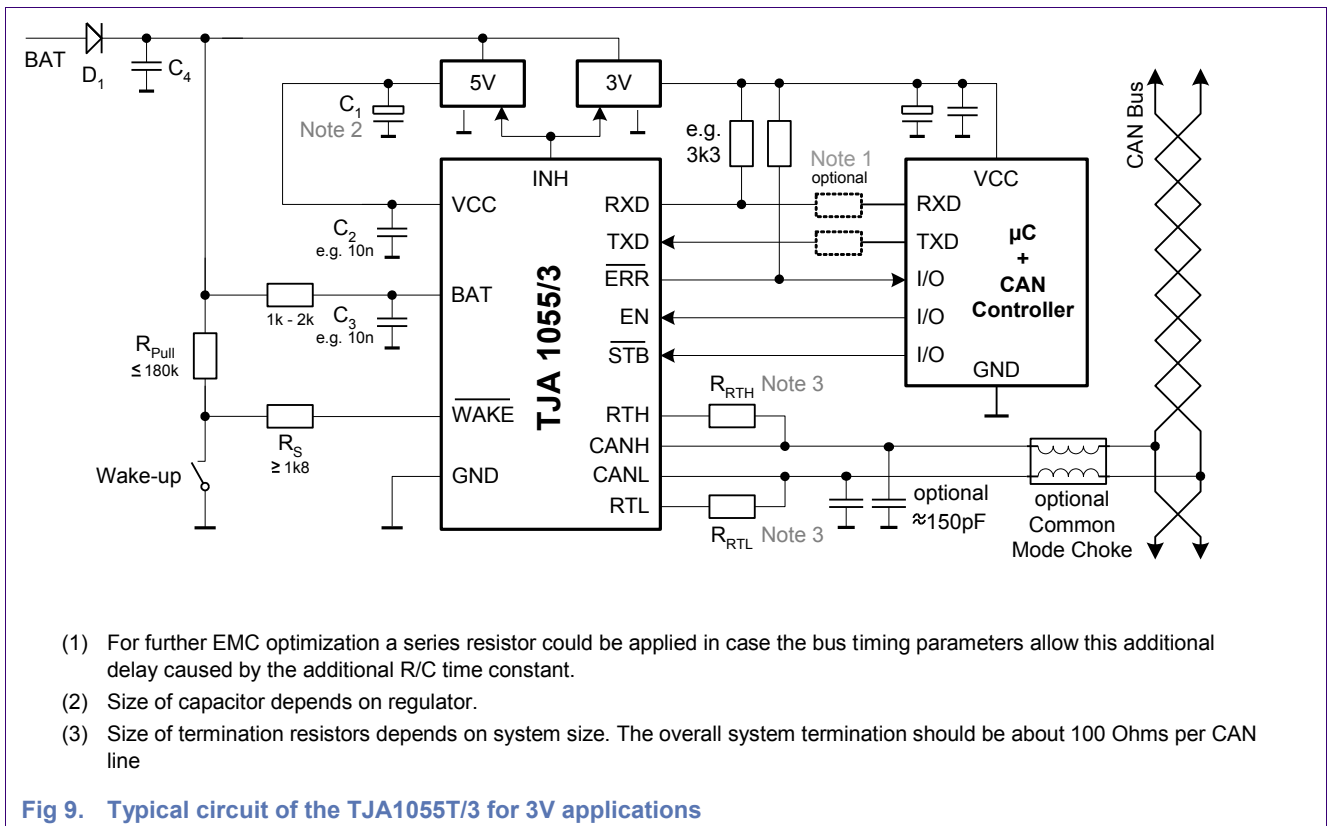 BAT
D1
C4
5V
3V
C1
Note 2
e.g.
3k3
Note 1
optional
CAN Bus
INH
VCC
VCC
RXD
RXD
C2
e.g. 10n
TXD
TXD
µC
+
CAN
Controller
ERR
I/O
BAT
1k - 2k
C3
e.g. 10n
TJA 1055/3
EN
I/O
STB
I/O
RPull
≤ 180k
GND
RRTH Note 3
WAKE
RTH
RS
≥ 1k8
CANH
Wake-up
GND
CANL
RTL
optional
≈150pF
RRTL Note 3
optional
Common
Mode Choke
(1) For further EMC optimization a series resistor could be applied in case the bus timing parameters allow this additional
delay caused by the additional R/C time constant.
(2) Size of capacitor depends on regulator.
(3) Size of termination resistors depends on system size. The overall system termination should be about 100 Ohms per CAN
line
Fig 9. Typical circuit of the TJA1055T/3 for 3V applications